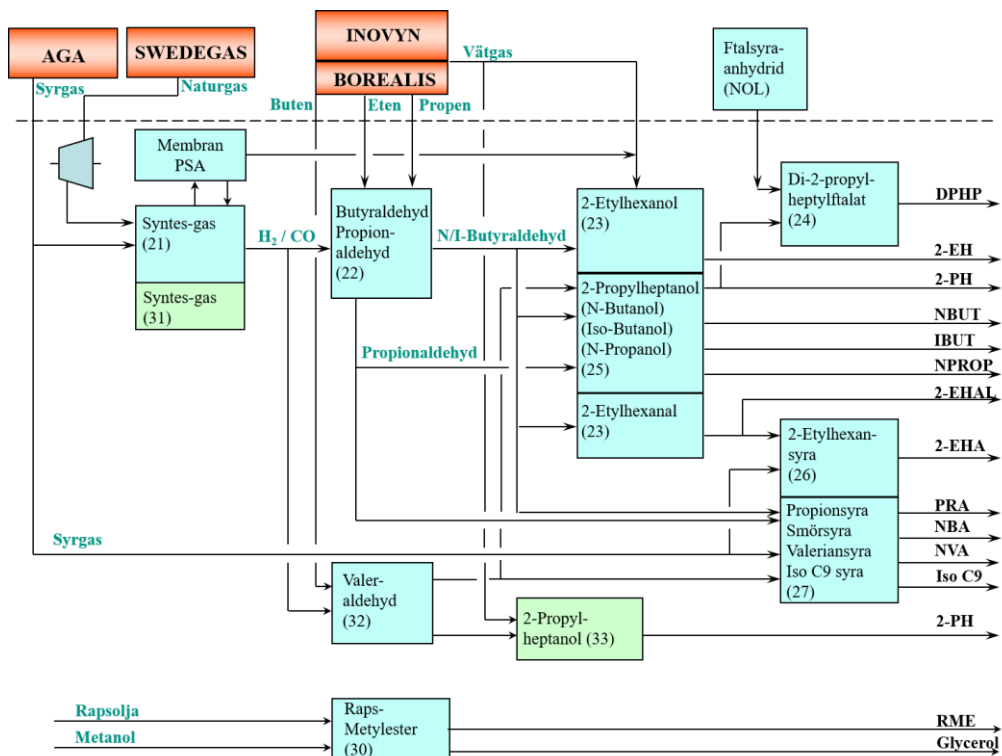 AGA
SWEDEGAS
INOVYN
BOREALIS
Syrgas
Naturgas
Vätgas
Buten
Eten
Propen
Ftalsyra-
anhydrid
(NOL)
Membran
PSA
Syntes-gas
(21)
Syntes-gas
(31)
H₂ / CO
Butyraldehyd
Propion-
aldehyd
(22)
N/I-Butyraldehyd
Propionaldehyd
2-Etylhexanol
(23)
2-Propylheptanol
(N-Butanol)
(Iso-Butanol)
(N-Propanol)
(25)
2-Etylhexanal
(23)
Di-2-propyl-
heptylftalat
(24)
DPHP
2-EH
2-PH
NBUT
IBUT
NPROP
2-EHAL
2-Etylhexan-
syra
(26)
2-EHA
Propionsyra
Smörsyra
Valeriansyra
Iso C9 syra
(27)
PRA
NBA
NVA
Iso C9
Syrgas
Valer-
aldehyd
(32)
2-Propyl-
heptanol (33)
2-PH
Rapsolja
Metanol
Raps-
Metylester
(30)
RME
Glycerol